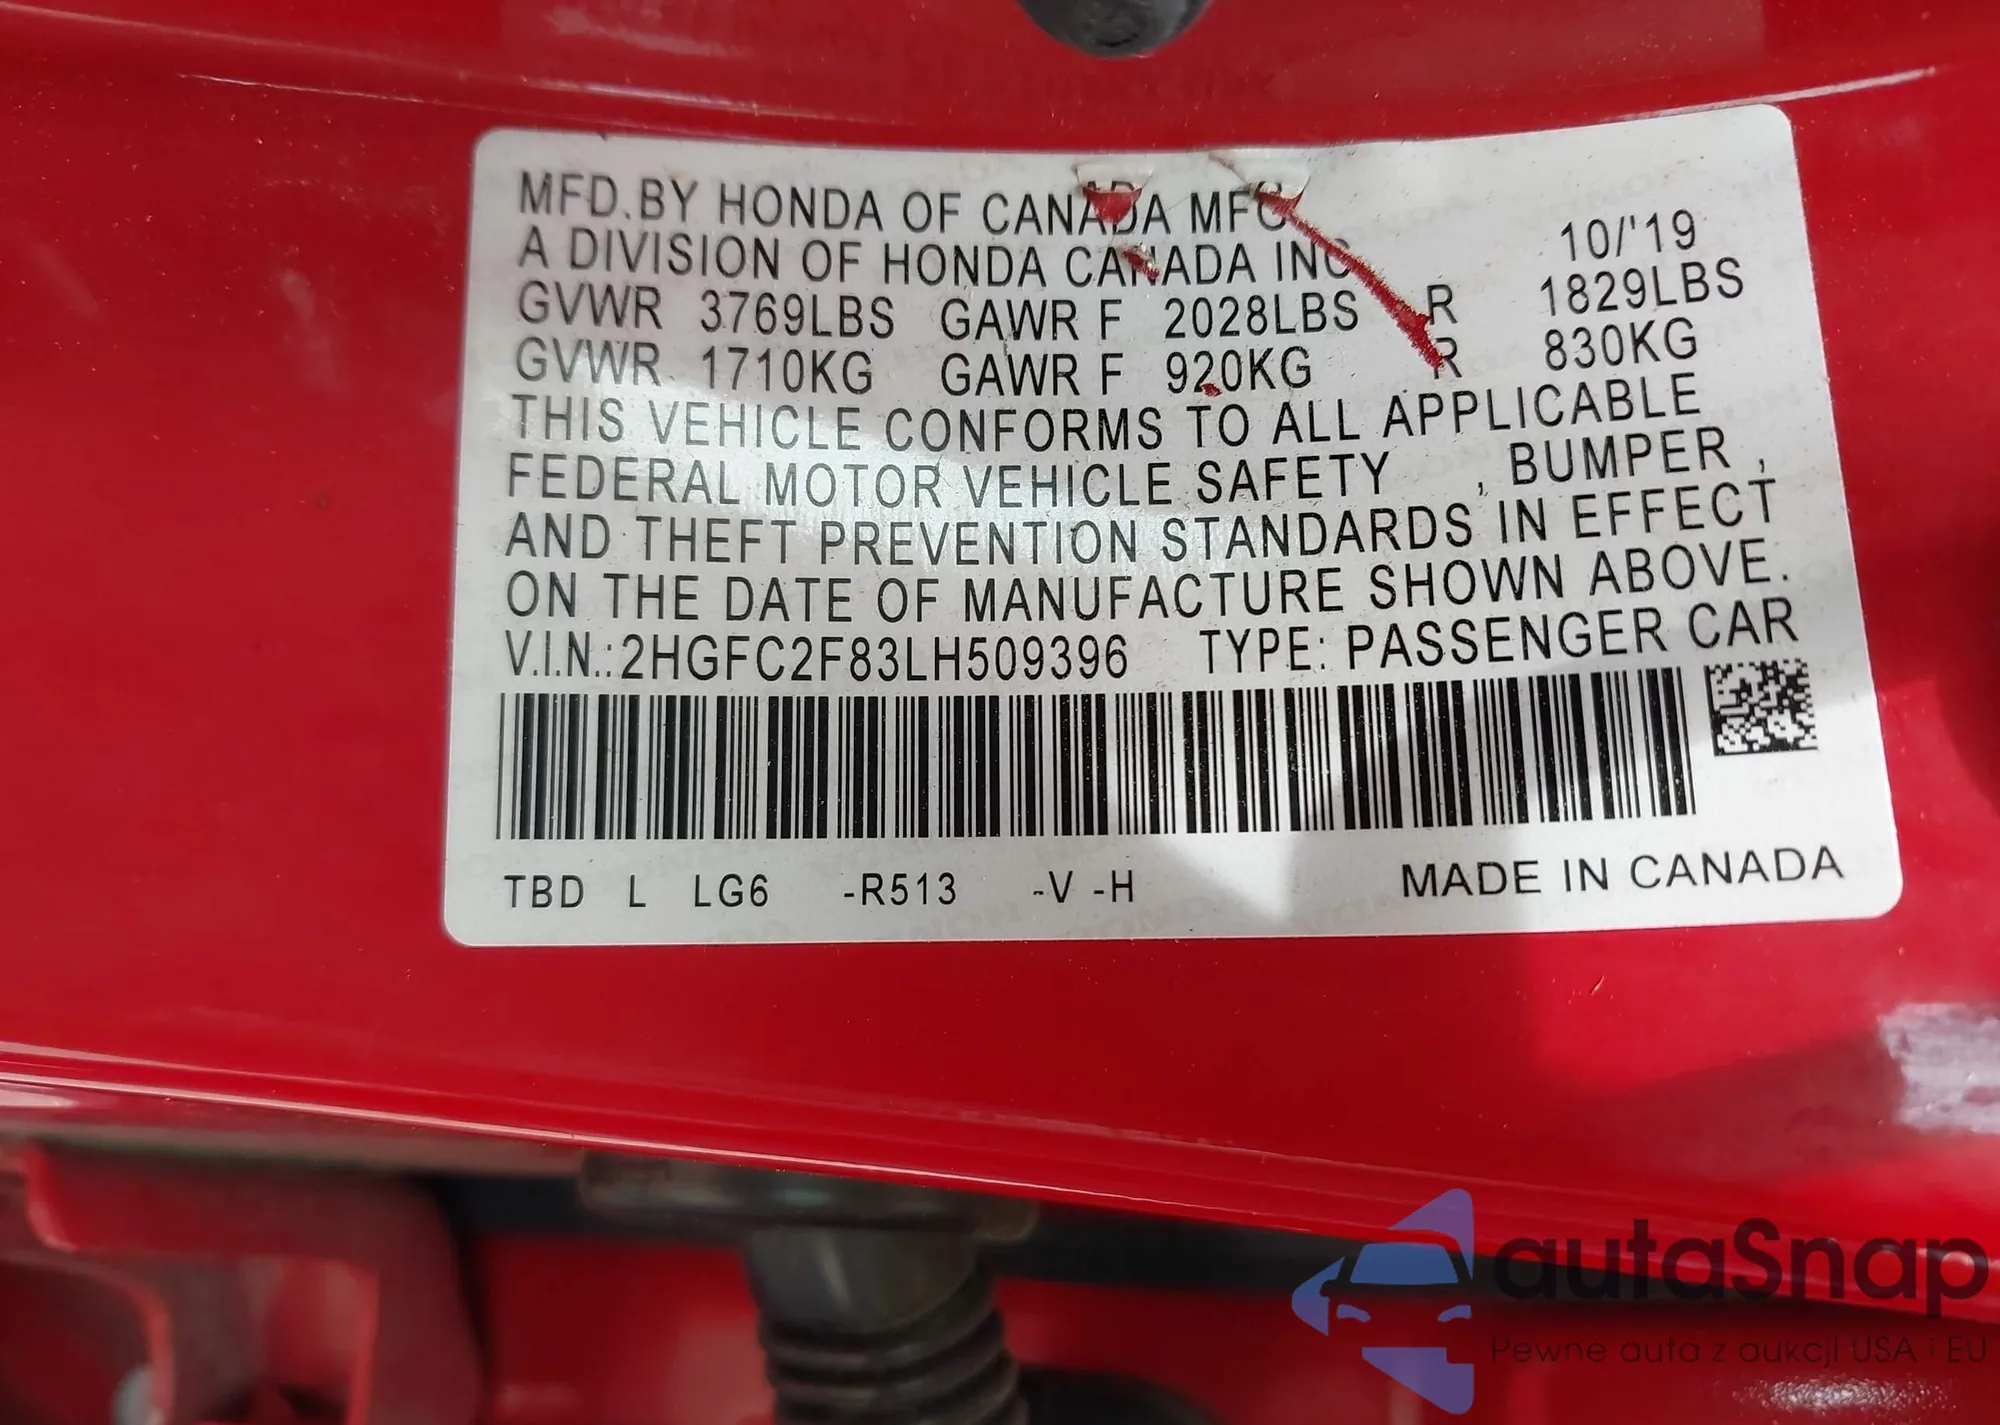 MFD.BY HONDA OF CANADA MFG. 10/'19
A DIVISION OF HONDA CANADA INC
GVWR 3769LBS GAWR F 2028LBS R 1829LBS
GVWR 1710KG GAWR F 920KG R 830KG
THIS VEHICLE CONFORMS TO ALL APPLICABLE
FEDERAL MOTOR VEHICLE SAFETY , BUMPER ,
AND THEFT PREVENTION STANDARDS IN EFFECT
ON THE DATE OF MANUFACTURE SHOWN ABOVE.
V.I.N.:2HGFC2F83LH509396 TYPE: PASSENGER CAR
TBD L LG6 -R513 -V -H MADE IN CANADA
autaSnap
Pewne auta z aukcji USA i EU